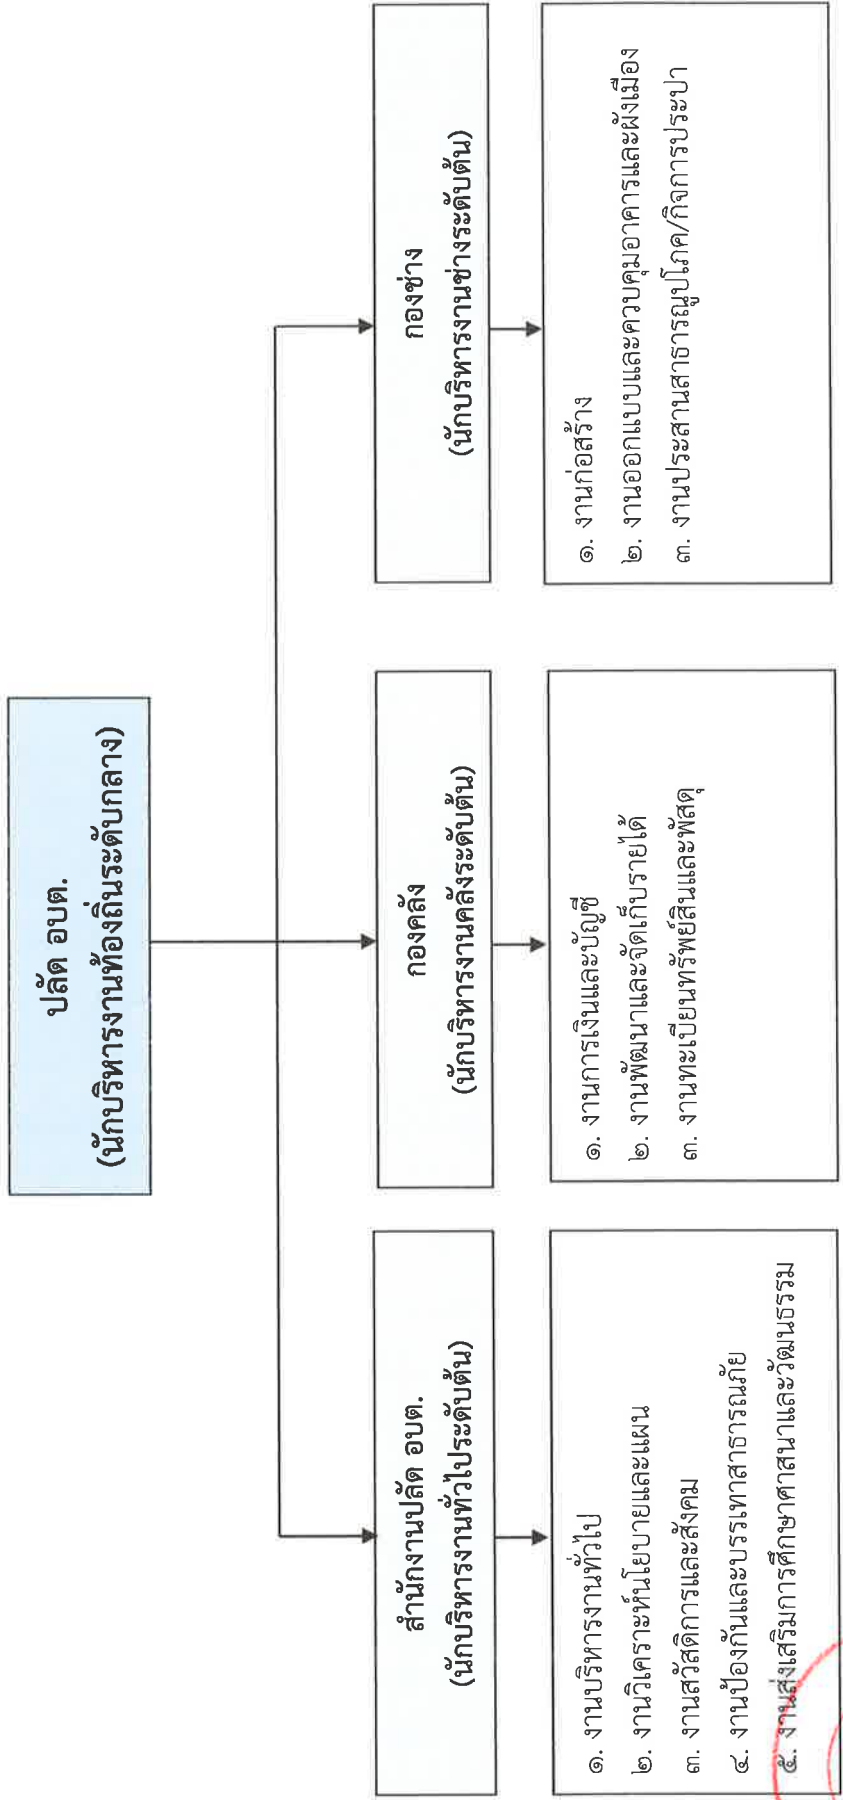 ปลัด อบต.
(นักบริหารงานท้องถิ่นระดับกลาง)
สำนักงานปลัด อบต.
(นักบริหารงานทั่วไประดับต้น)
กองคลัง
(นักบริหารงานคลังระดับต้น)
กองช่าง
(นักบริหารงานช่างระดับต้น)
๑. งานบริหารงานทั่วไป
๒. งานวิเคราะห์นโยบายและแผน
๓. งานสวัสดิการและสังคม
๔. งานป้องกันและบรรเทาสาธารณภัย
๕. งานส่งเสริมการศึกษาศาสนาและวัฒนธรรม
๑. งานการเงินและบัญชี
๒. งานพัฒนาและจัดเก็บรายได้
๓. งานทะเบียนทรัพย์สินและพัสดุ
๑. งานก่อสร้าง
๒. งานออกแบบและควบคุมอาคารและผังเมือง
๓. งานประสานสาธารณูปโภค/กิจการประปา